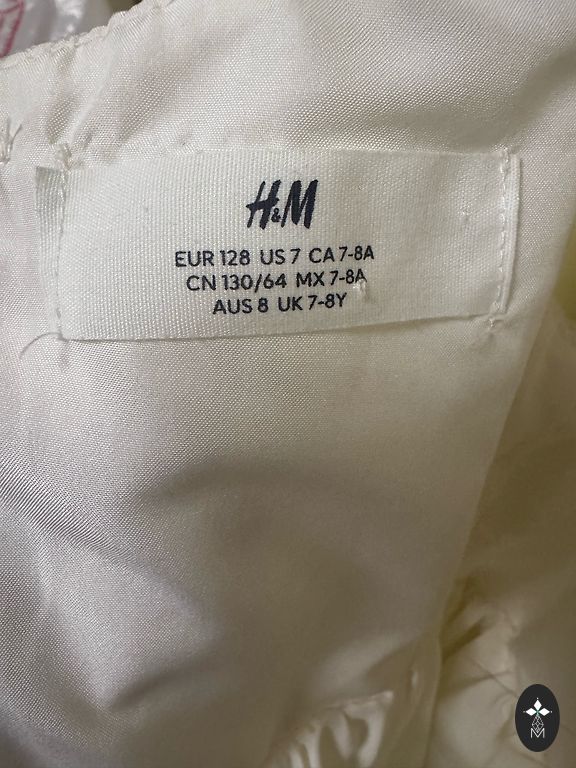 H&M
EUR 128 US 7 CA 7-8A
CN 130/64 MX 7-8A
AUS 8 UK 7-8Y